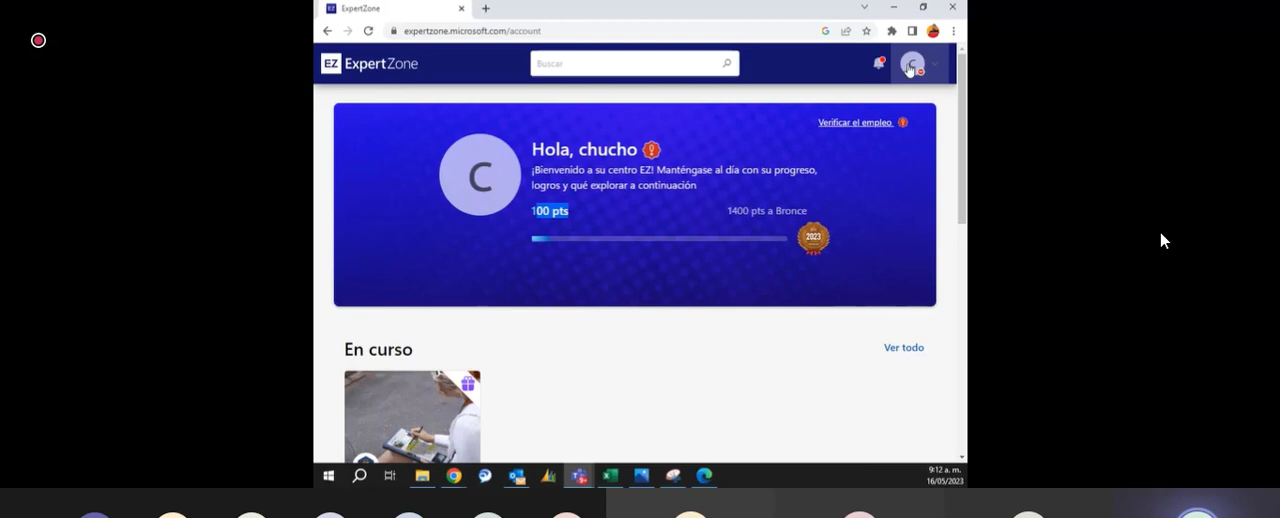 ExpertZone
expertzone.microsoft.com/account
EZ ExpertZone
Buscar
C
Verificar el empleo
Hola, chucho
C
¡Bienvenido a su centro EZ! Manténgase al día con su progreso,
logros y qué explorar a continuación
100 pts
1400 pts a Bronce
2023
En curso
Ver todo
9:12 a. m.
16/05/2023